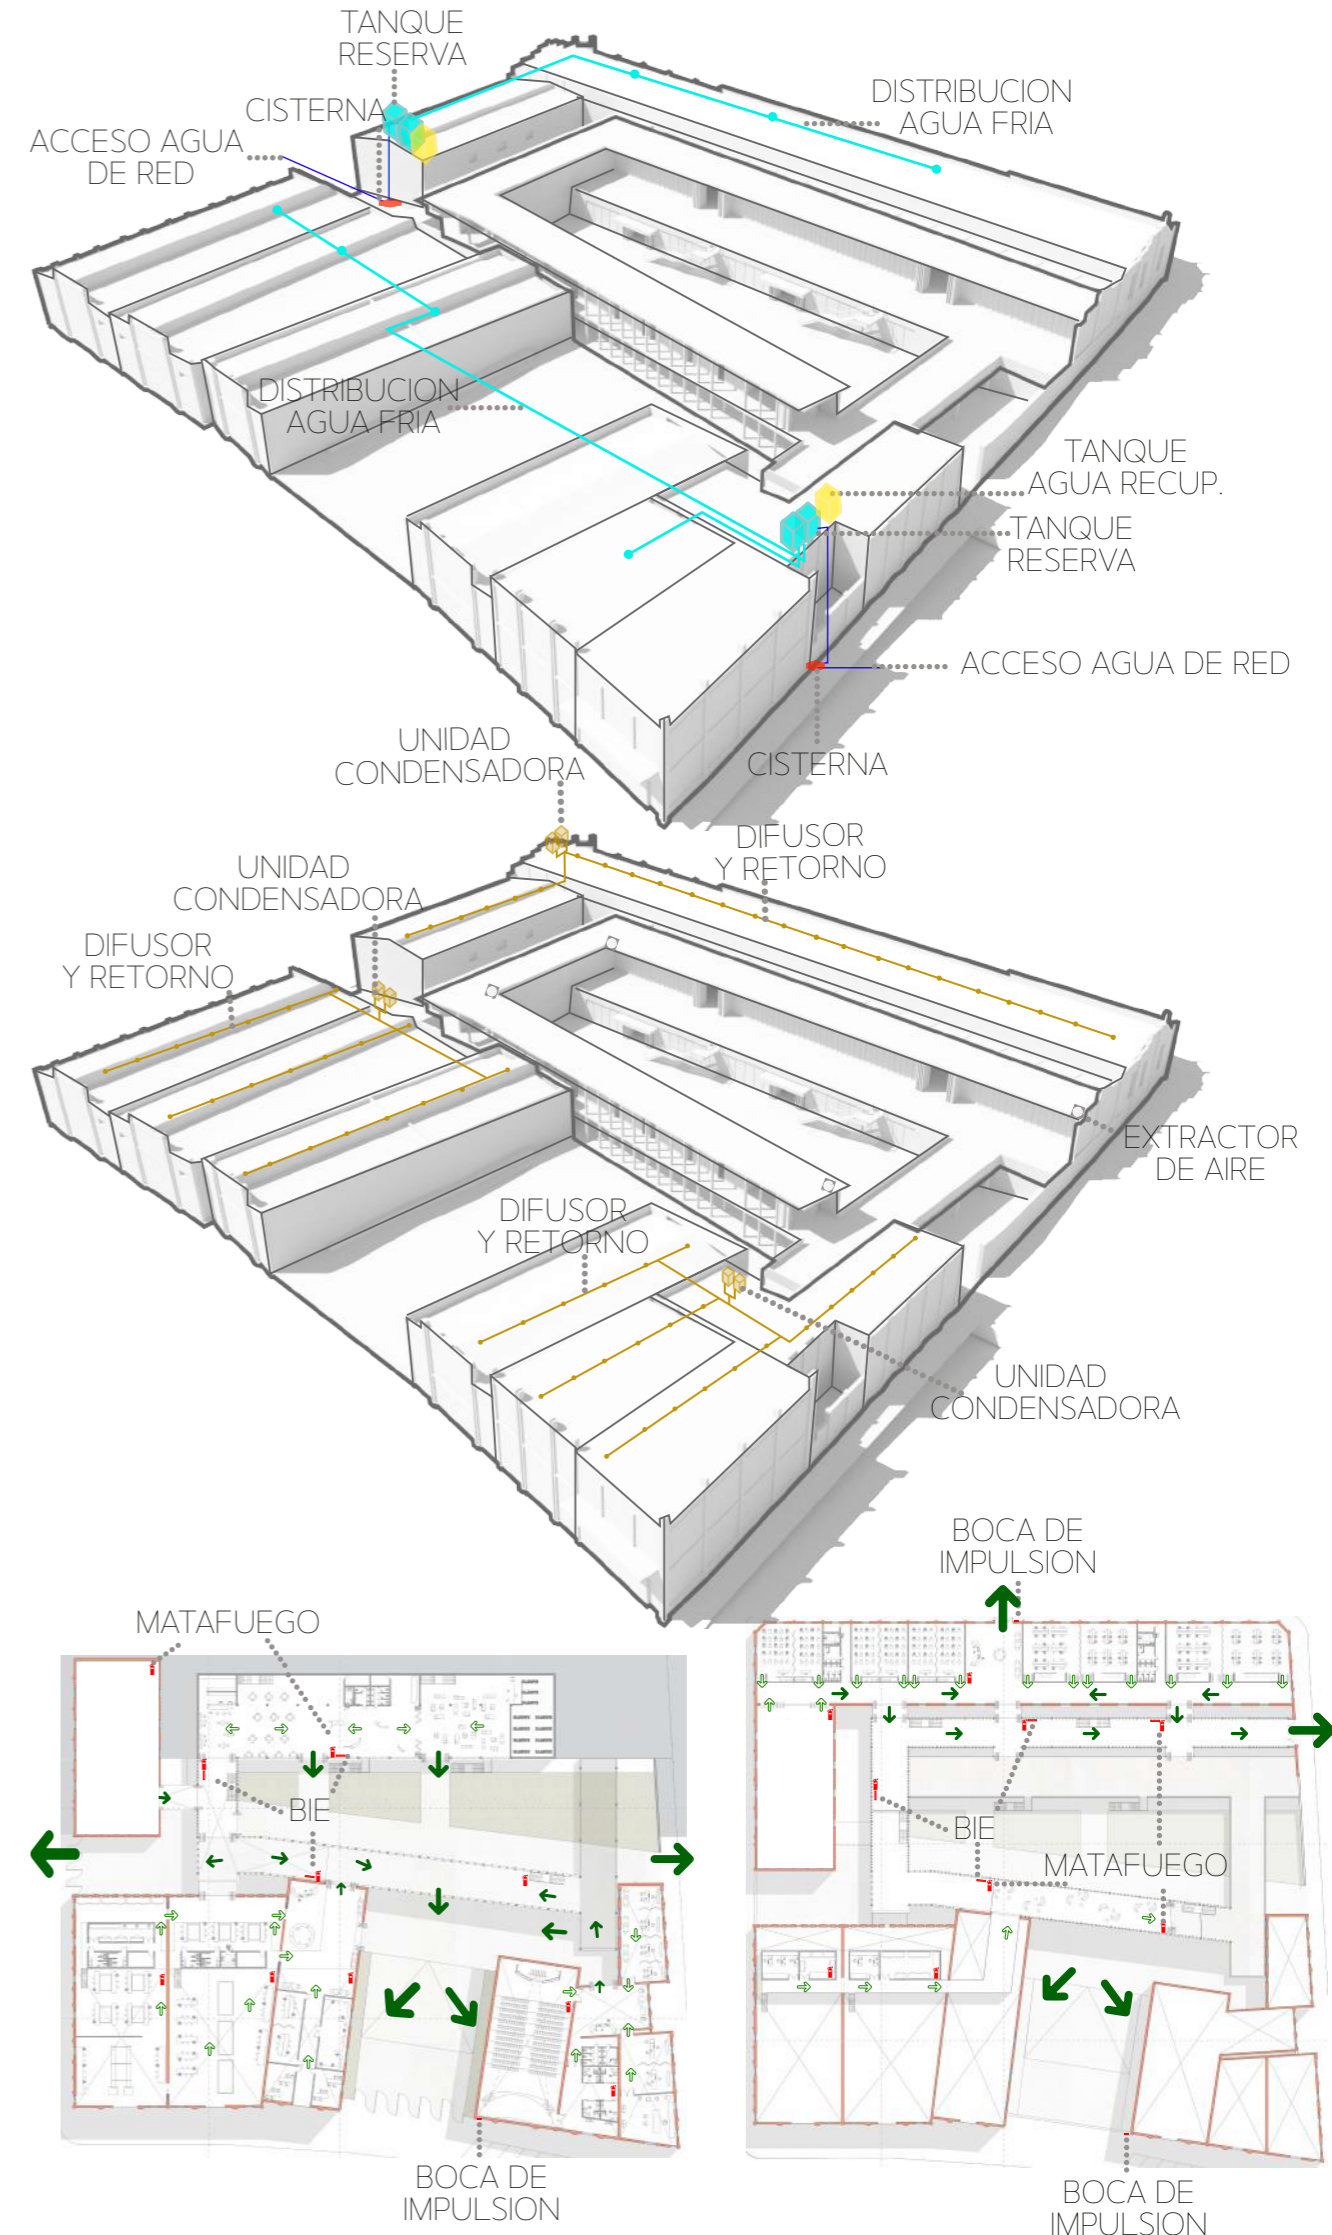 TANQUE
RESERVA
CISTERNA
ACCESO AGUA
DE RED
DISTRIBUCION
AGUA FRIA
DISTRIBUCION
AGUA FRIA
TANQUE
AGUA RECUP.
TANQUE
RESERVA
ACCESO AGUA DE RED
CISTERNA
UNIDAD
CONDENSADORA
DIFUSOR
Y RETORNO
UNIDAD
CONDENSADORA
DIFUSOR
Y RETORNO
EXTRACTOR
DE AIRE
DIFUSOR
Y RETORNO
UNIDAD
CONDENSADORA
BOCA DE
IMPULSION
MATAFUEGO
BIE
BOCA DE
IMPULSION
BIE
MATAFUEGO
BOCA DE
IMPULSION